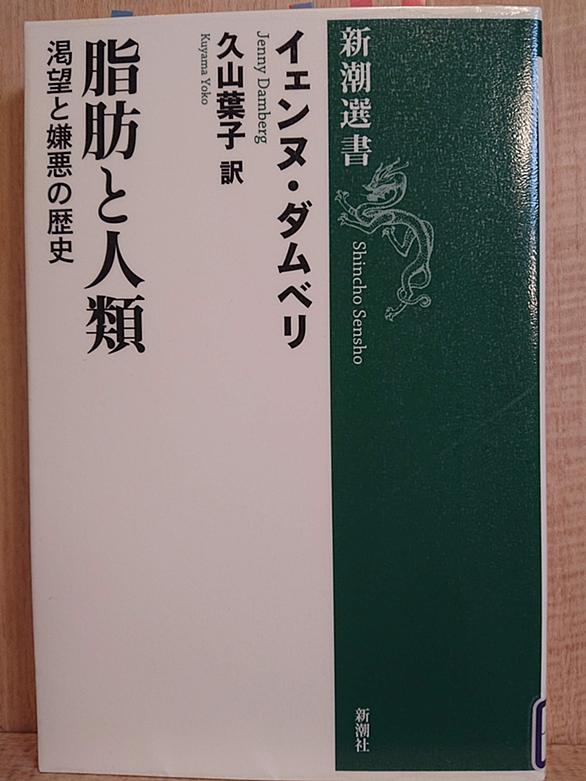 新潮選書
Shincho Sensho
イェンヌ・ダムベリ
Jenny Damberg
久山葉子 訳
Kuyama Yoko
脂肪と人類
渇望と嫌悪の歴史
新潮社